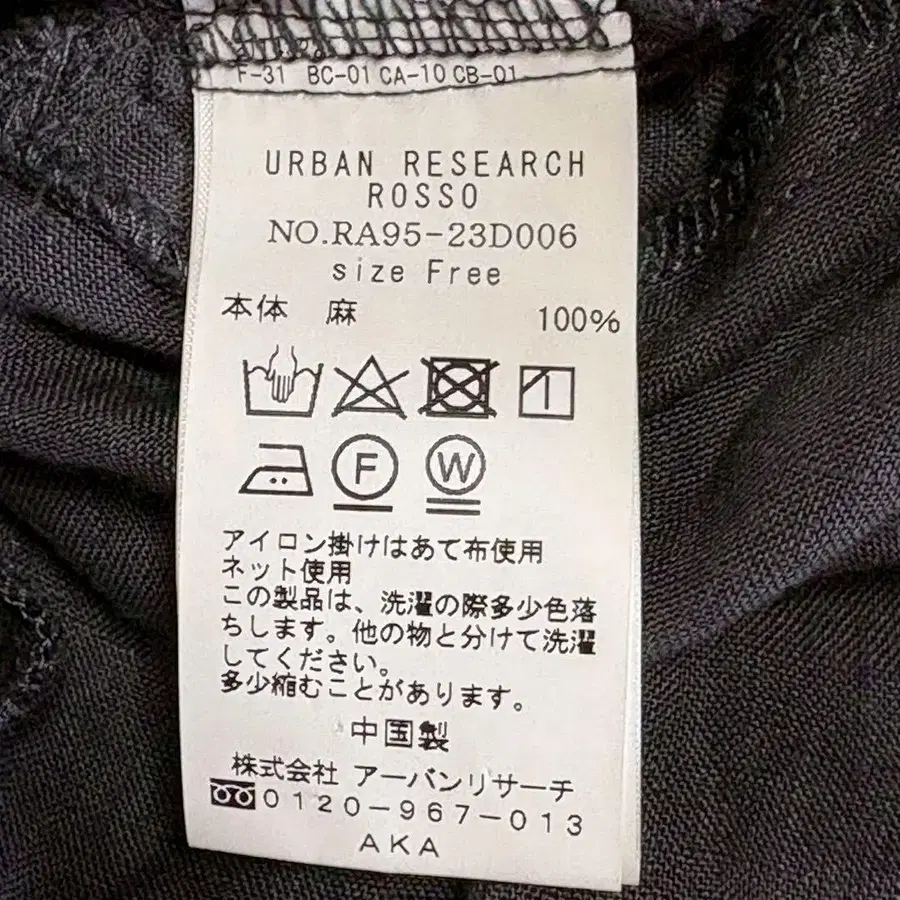 F-31 BC-01 CA-10 CB-01
URBAN RESEARCH
ROSSO
NO.RA95-23D006
size Free
本体 麻 100%
F W
アイロン掛けはあて布使用
ネット使用
この製品は、洗濯の際多少色落
ちします。他の物と分けて洗濯
してください。
多少縮むことがあります。
中国製
株式会社 アーバンリサーチ
0120-967-013
AKA